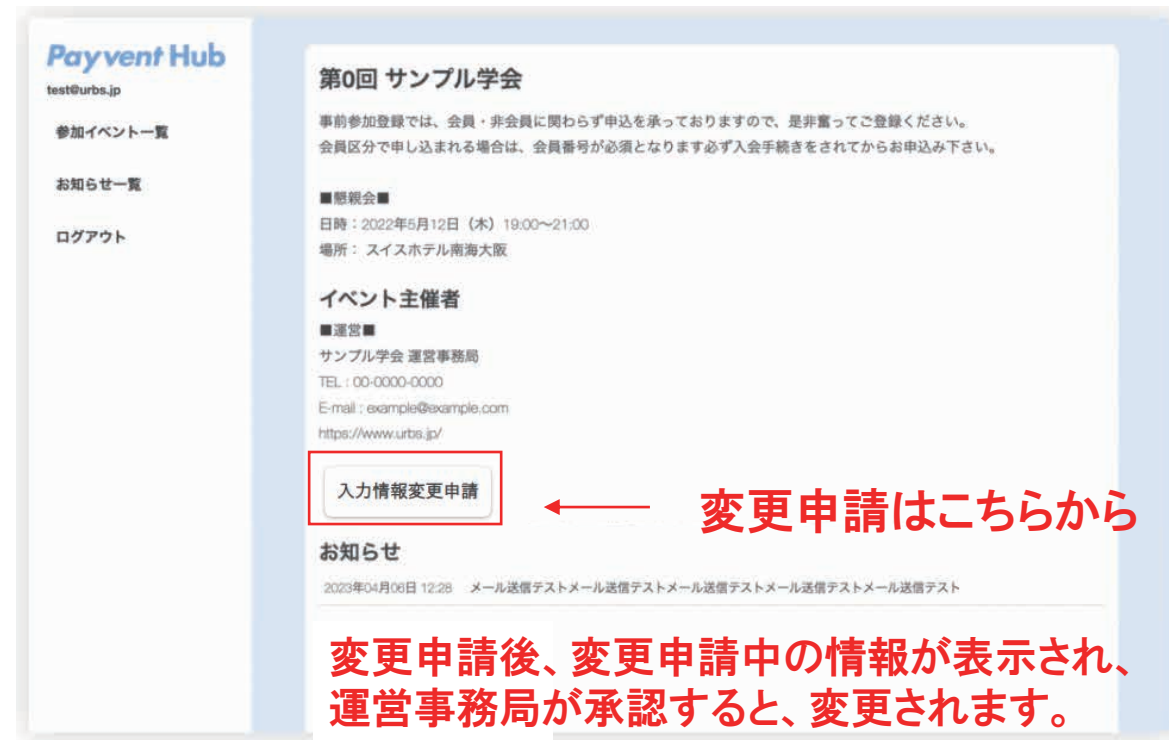 Payvent Hub
test@urbs.jp
参加イベント一覧
お知らせ一覧
ログアウト
第0回 サンプル学会
事前参加登録では、会員・非会員に関わらず申込を承っておりますので、是非奮ってご登録ください。
会員区分で申し込まれる場合は、会員番号が必須となります必ず入会手続きをされてからお申込み下さい。
■懇親会■
日時：2022年5月12日（木）19:00〜21:00
場所： スイスホテル南海大阪
イベント主催者
■運営■
サンプル学会 運営事務局
TEL : 00-0000-0000
E-mail : example@example.com
https://www.urbs.jp/
入力情報変更申請
変更申請はこちらから
お知らせ
2023年04月06日 12:28 メール送信テストメール送信テストメール送信テストメール送信テストメール送信テスト
変更申請後、変更申請中の情報が表示され、
運営事務局が承認すると、変更されます。